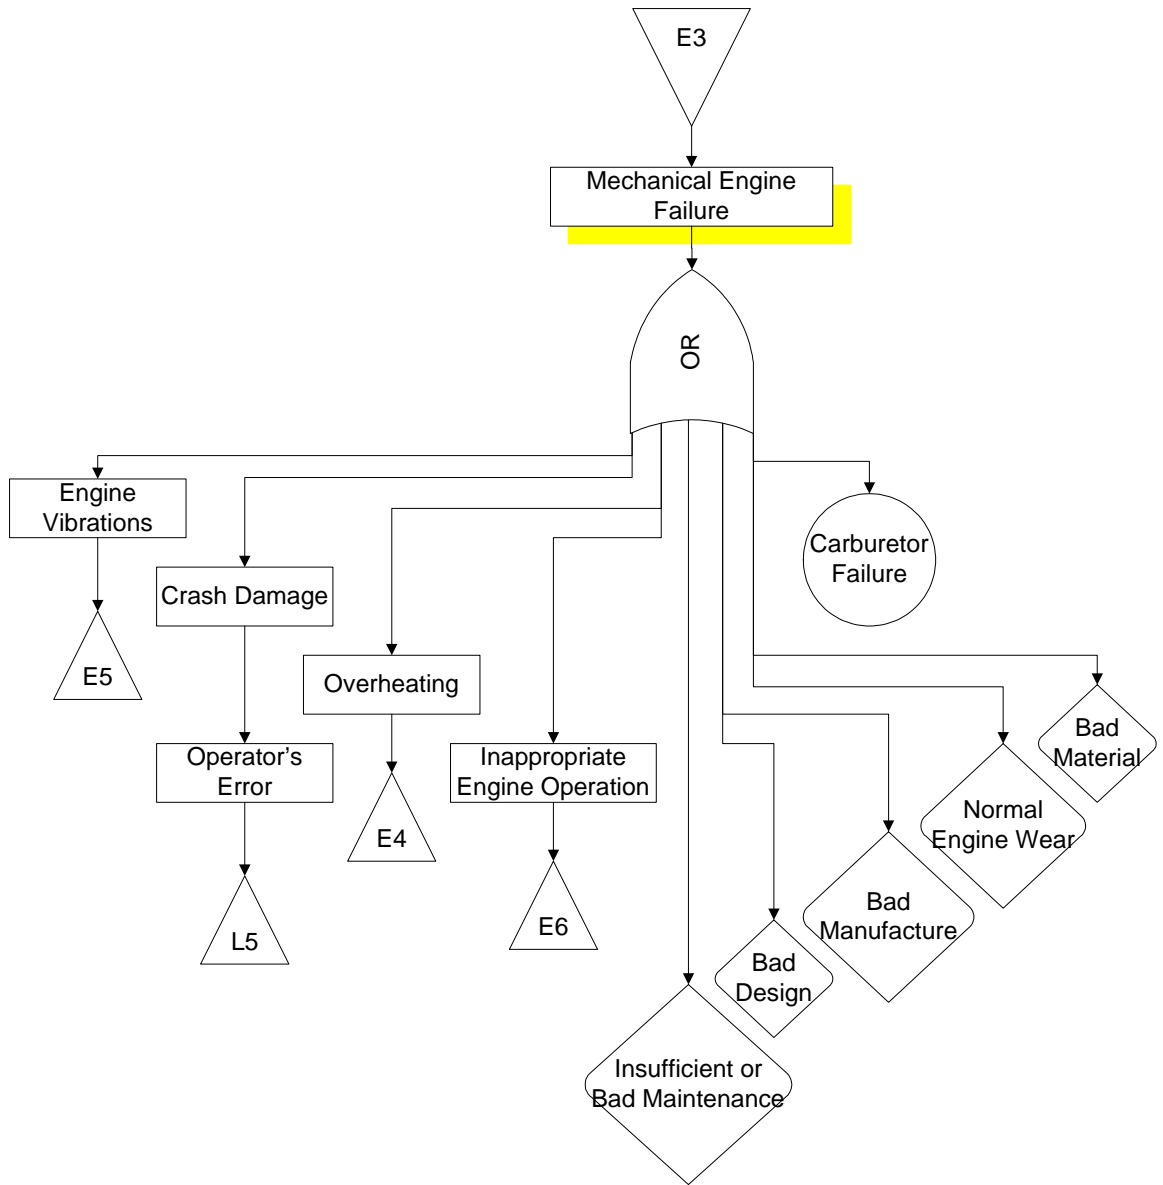 E3
Mechanical Engine
Failure
OR
Engine
Vibrations
E5
Crash Damage
Operator's
Error
L5
Overheating
E4
Inappropriate
Engine Operation
E6
Insufficient or
Bad Maintenance
Bad
Design
Bad
Manufacture
Normal
Engine Wear
Bad
Material
Carburetor
Failure